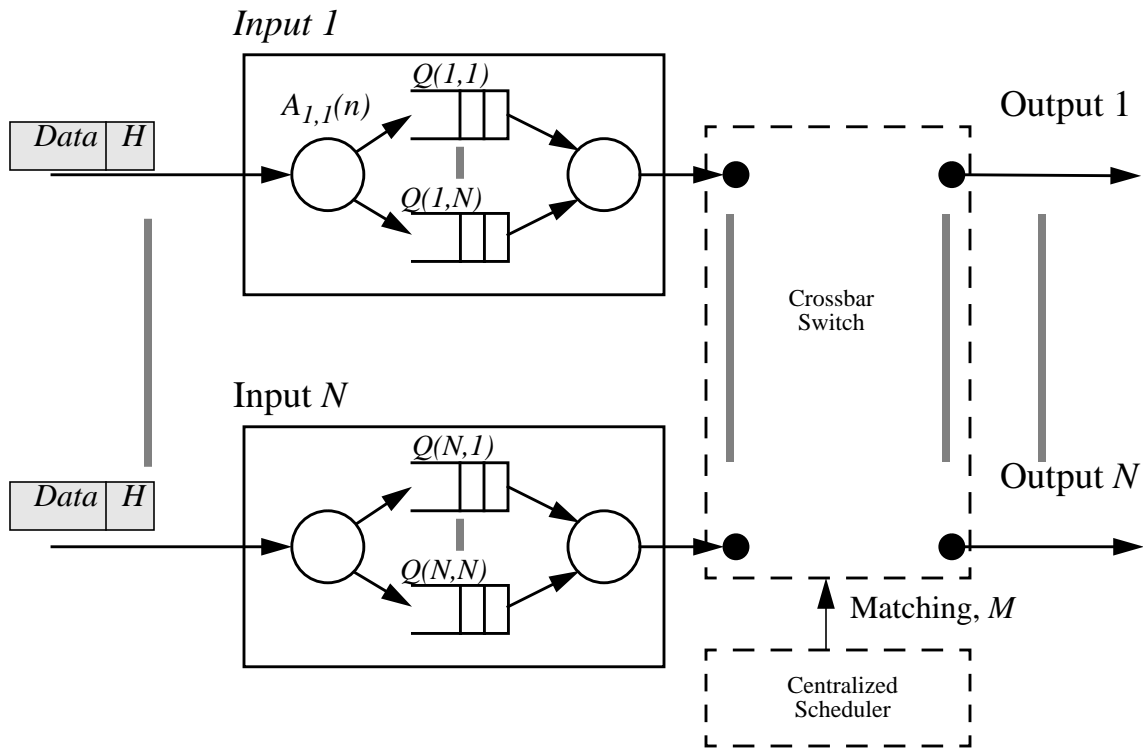 Input 1
Q(1,1)
A1,1(n)
Output 1
Data H
Q(1,N)
Crossbar
Switch
Input N
Q(N,1)
Output N
Data H
Q(N,N)
Matching, M
Centralized
Scheduler